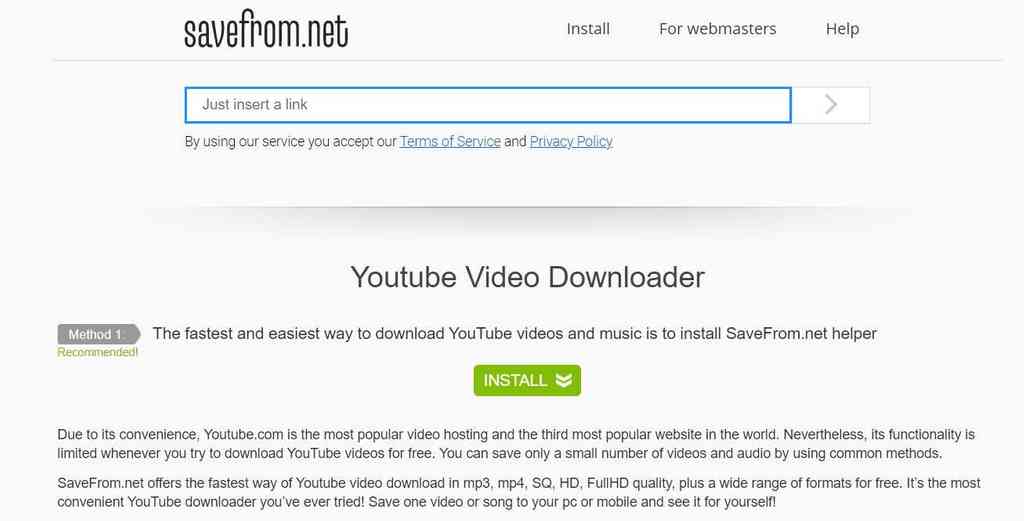 savefrom.net
Install For webmasters Help
Just insert a link
By using our service you accept our Terms of Service and Privacy Policy
Youtube Video Downloader
Method 1: The fastest and easiest way to download YouTube videos and music is to install SaveFrom.net helper
Recommended!
INSTALL
Due to its convenience, Youtube.com is the most popular video hosting and the third most popular website in the world. Nevertheless, its functionality is
limited whenever you try to download YouTube videos for free. You can save only a small number of videos and audio by using common methods.
SaveFrom.net offers the fastest way of Youtube video download in mp3, mp4, SQ, HD, FullHD quality, plus a wide range of formats for free. It’s the most
convenient YouTube downloader you’ve ever tried! Save one video or song to your pc or mobile and see it for yourself!